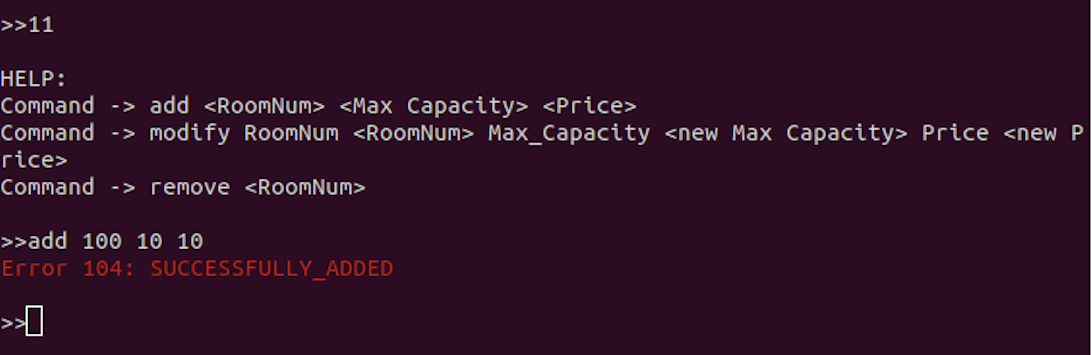 >>11
HELP:
Command -> add <RoomNum> <Max Capacity> <Price>
Command -> modify RoomNum <RoomNum> Max_Capacity <new Max Capacity> Price <new P
rice>
Command -> remove <RoomNum>
>>add 100 10 10
Error 104: SUCCESSFULLY_ADDED
>>